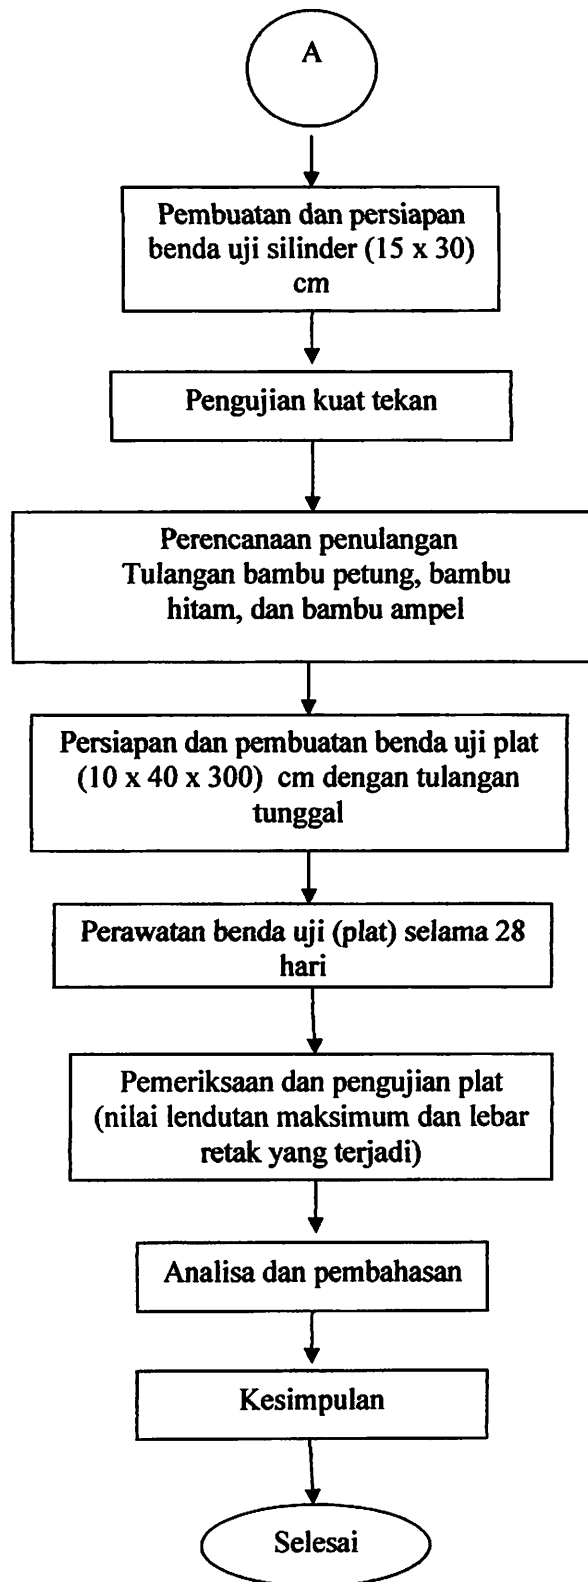 A
Pembuatan dan persiapan
benda uji silinder (15 x 30)
cm
Pengujian kuat tekan
Perencanaan penulangan
Tulangan bambu petung, bambu
hitam, dan bambu ampel
Persiapan dan pembuatan benda uji plat
(10 x 40 x 300) cm dengan tulangan
tunggal
Perawatan benda uji (plat) selama 28
hari
Pemeriksaan dan pengujian plat
(nilai lendutan maksimum dan lebar
retak yang terjadi)
Analisa dan pembahasan
Kesimpulan
Selesai